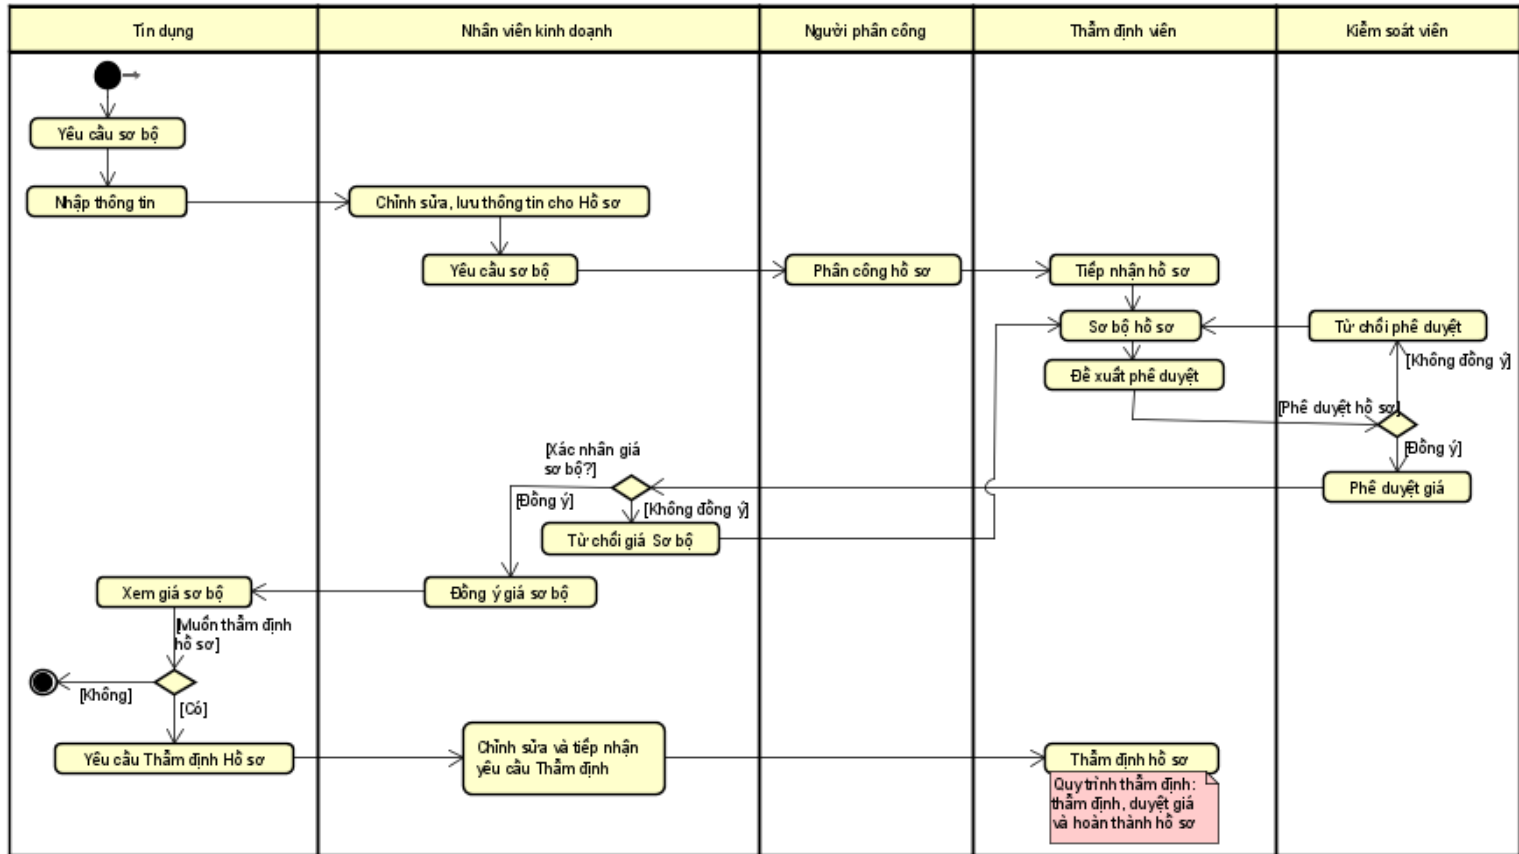 Tín dụng
Nhân viên kinh doạnh
Người phân công
Thẩm định viên
Kiểm soát viên
Yêu cầu sơ bộ
Nhập thông tin
Chỉnh sửa, lưu thông tin cho Hồ sơ
Yêu cầu sơ bộ
Phân công hồ sơ
Tiếp nhận hồ sơ
Sơ bộ hồ sơ
Từ chối phê duyệt
[Không đồng ý]
Đề xuất phê duyệt
[Phê duyệt hồ sơ]
[Đồng ý]
[Xác nhân giá
sơ bộ?]
Phê duyệt giá
[Đồng ý]
[Không đồng ý]
Từ chối giá Sơ bộ
Xem giá sơ bộ
Đồng ý giá sơ bộ
[Muốn thẩm định
hồ sơ]
[Không]
[Có]
Yêu cầu Thẩm định Hồ sơ
Chỉnh sửa và tiếp nhận
yêu cầu Thẩm định
Thẩm định hồ sơ
Quy trình thẩm định:
thẩm định, duyệt giá
và hoàn thành hồ sơ